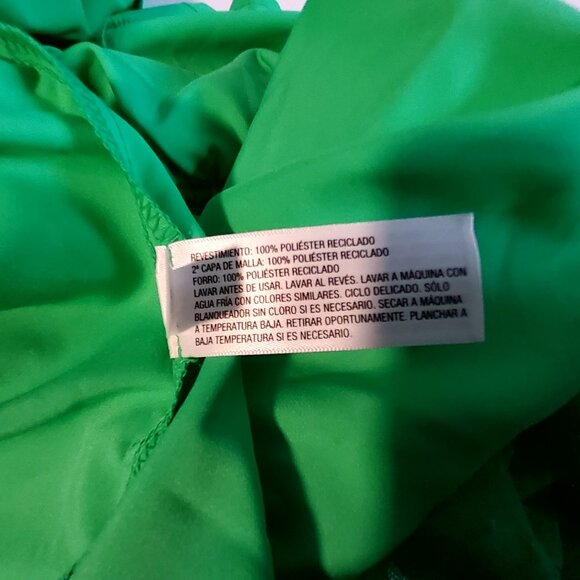 REVESTIMIENTO: 100% POLIÉSTER RECICLADO
2ª CAPA DE MALLA: 100% POLIÉSTER RECICLADO
FORRO: 100% POLIÉSTER RECICLADO
LAVAR ANTES DE USAR. LAVAR AL REVÉS. LAVAR A MÁQUINA CON
AGUA FRÍA CON COLORES SIMILARES. CICLO DELICADO. SÓLO
BLANQUEADOR SIN CLORO SI ES NECESARIO. SECAR A MÁQUINA
A TEMPERATURA BAJA. RETIRAR OPORTUNAMENTE. PLANCHAR A
BAJA TEMPERATURA SI ES NECESARIO.